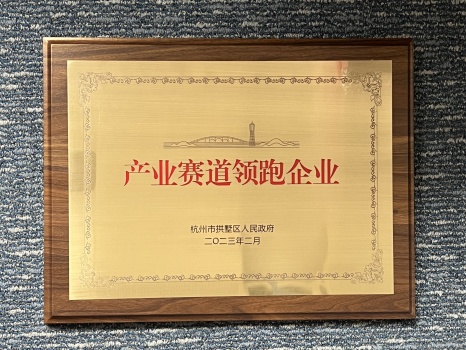 产业赛道领跑企业
杭州市拱墅区人民政府
二〇二三年二月